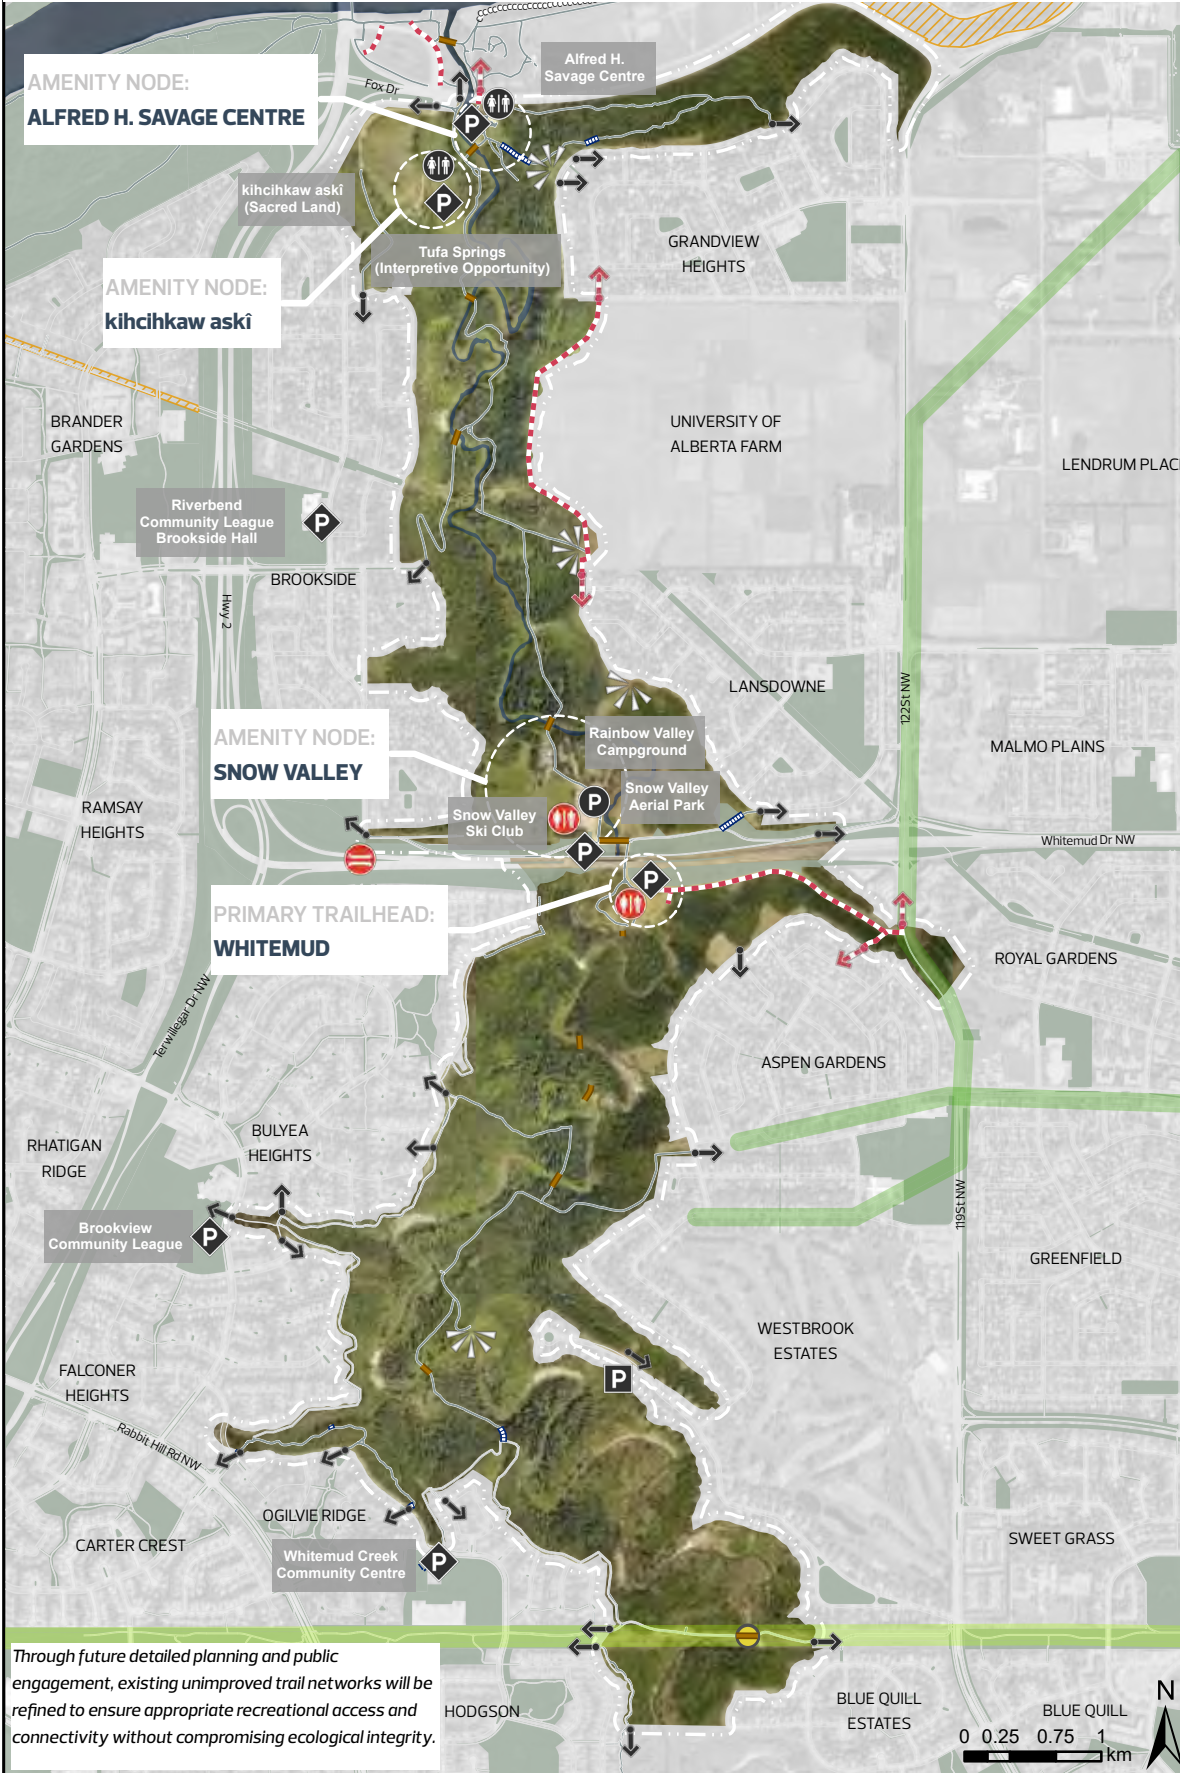 AMENITY NODE:
ALFRED H. SAVAGE CENTRE
Alfred H.
Savage Centre
Fox Dr
P
kihcihkaw askî
(Sacred Land)
P
Tufa Springs
(Interpretive Opportunity)
GRANDVIEW
HEIGHTS
AMENITY NODE:
kihcihkaw askî
BRANDER
GARDENS
UNIVERSITY OF
ALBERTA FARM
LENDRUM PLAC
Riverbend
Community League
Brookside Hall
P
BROOKSIDE
Hwy 2
LANSDOWNE
122St NW
AMENITY NODE:
SNOW VALLEY
Rainbow Valley
Campground
MALMO PLAINS
Snow Valley
Aerial Park
P
RAMSAY
HEIGHTS
Snow Valley
Ski Club
P
Whitemud Dr NW
P
PRIMARY TRAILHEAD:
WHITEMUD
ROYAL GARDENS
Terwillegar Dr NW
ASPEN GARDENS
BULYEA
HEIGHTS
RHATIGAN
RIDGE
119St NW
Brookview
Community League
P
GREENFIELD
WESTBROOK
ESTATES
FALCONER
HEIGHTS
P
Rabbit Hill Rd NW
OGILVIE RIDGE
CARTER CREST
SWEET GRASS
Whitemud Creek
Community Centre
P
Through future detailed planning and public
engagement, existing unimproved trail networks will be
refined to ensure appropriate recreational access and
connectivity without compromising ecological integrity.
HODGSON
BLUE QUILL
ESTATES
BLUE QUILL
N
0 0.25 0.75 1
km